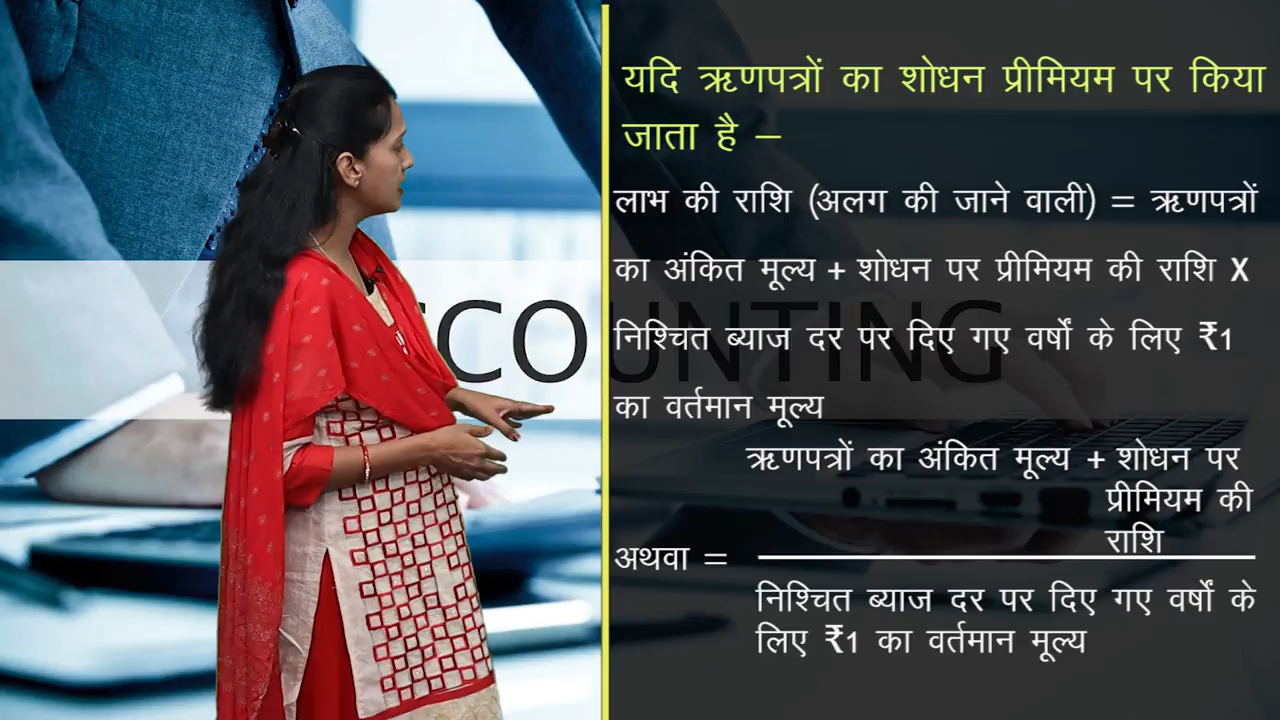 यदि ऋणपत्रों का शोधन प्रीमियम पर किया
जाता है –
लाभ की राशि (अलग की जाने वाली) = ऋणपत्रों
का अंकित मूल्य + शोधन पर प्रीमियम की राशि X
निश्चित ब्याज दर पर दिए गए वर्षों के लिए ₹1
का वर्तमान मूल्य
ऋणपत्रों का अंकित मूल्य + शोधन पर
प्रीमियम की
राशि
अथवा =
निश्चित ब्याज दर पर दिए गए वर्षों के
लिए ₹1 का वर्तमान मूल्य
COUNTING